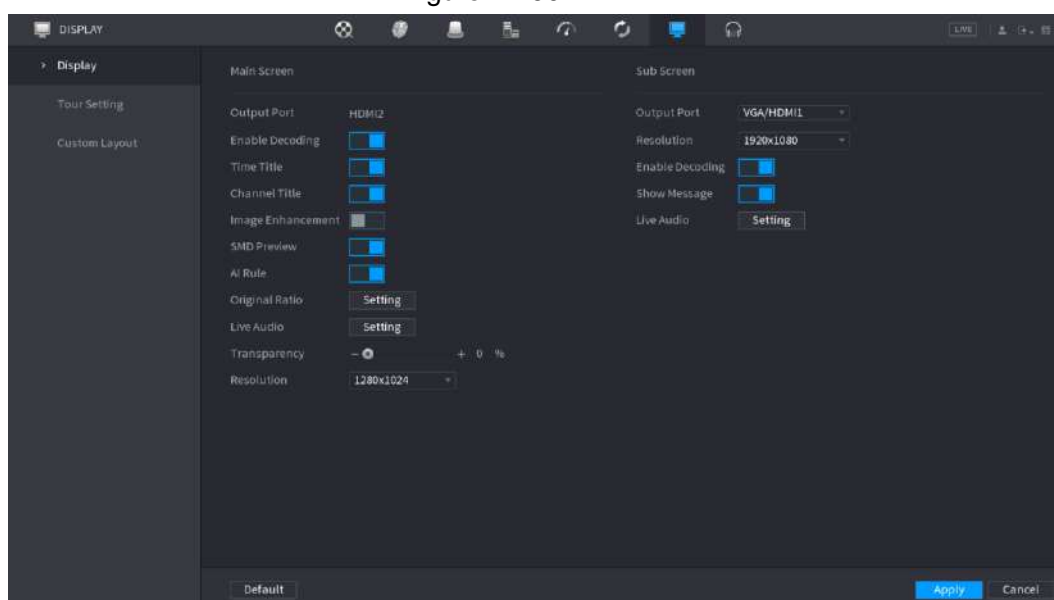 DISPLAY
LIVE
Display
Tour Setting
Custom Layout
Main Screen
Output Port HDMI2
Enable Decoding
Time Title
Channel Title
Image Enhancement
SMD Preview
AI Rule
Original Ratio Setting
Live Audio Setting
Transparency - + 0 %
Resolution 1280x1024
Sub Screen
Output Port VGA/HDMI1
Resolution 1920x1080
Enable Decoding
Show Message
Live Audio Setting
Default
Apply
Cancel